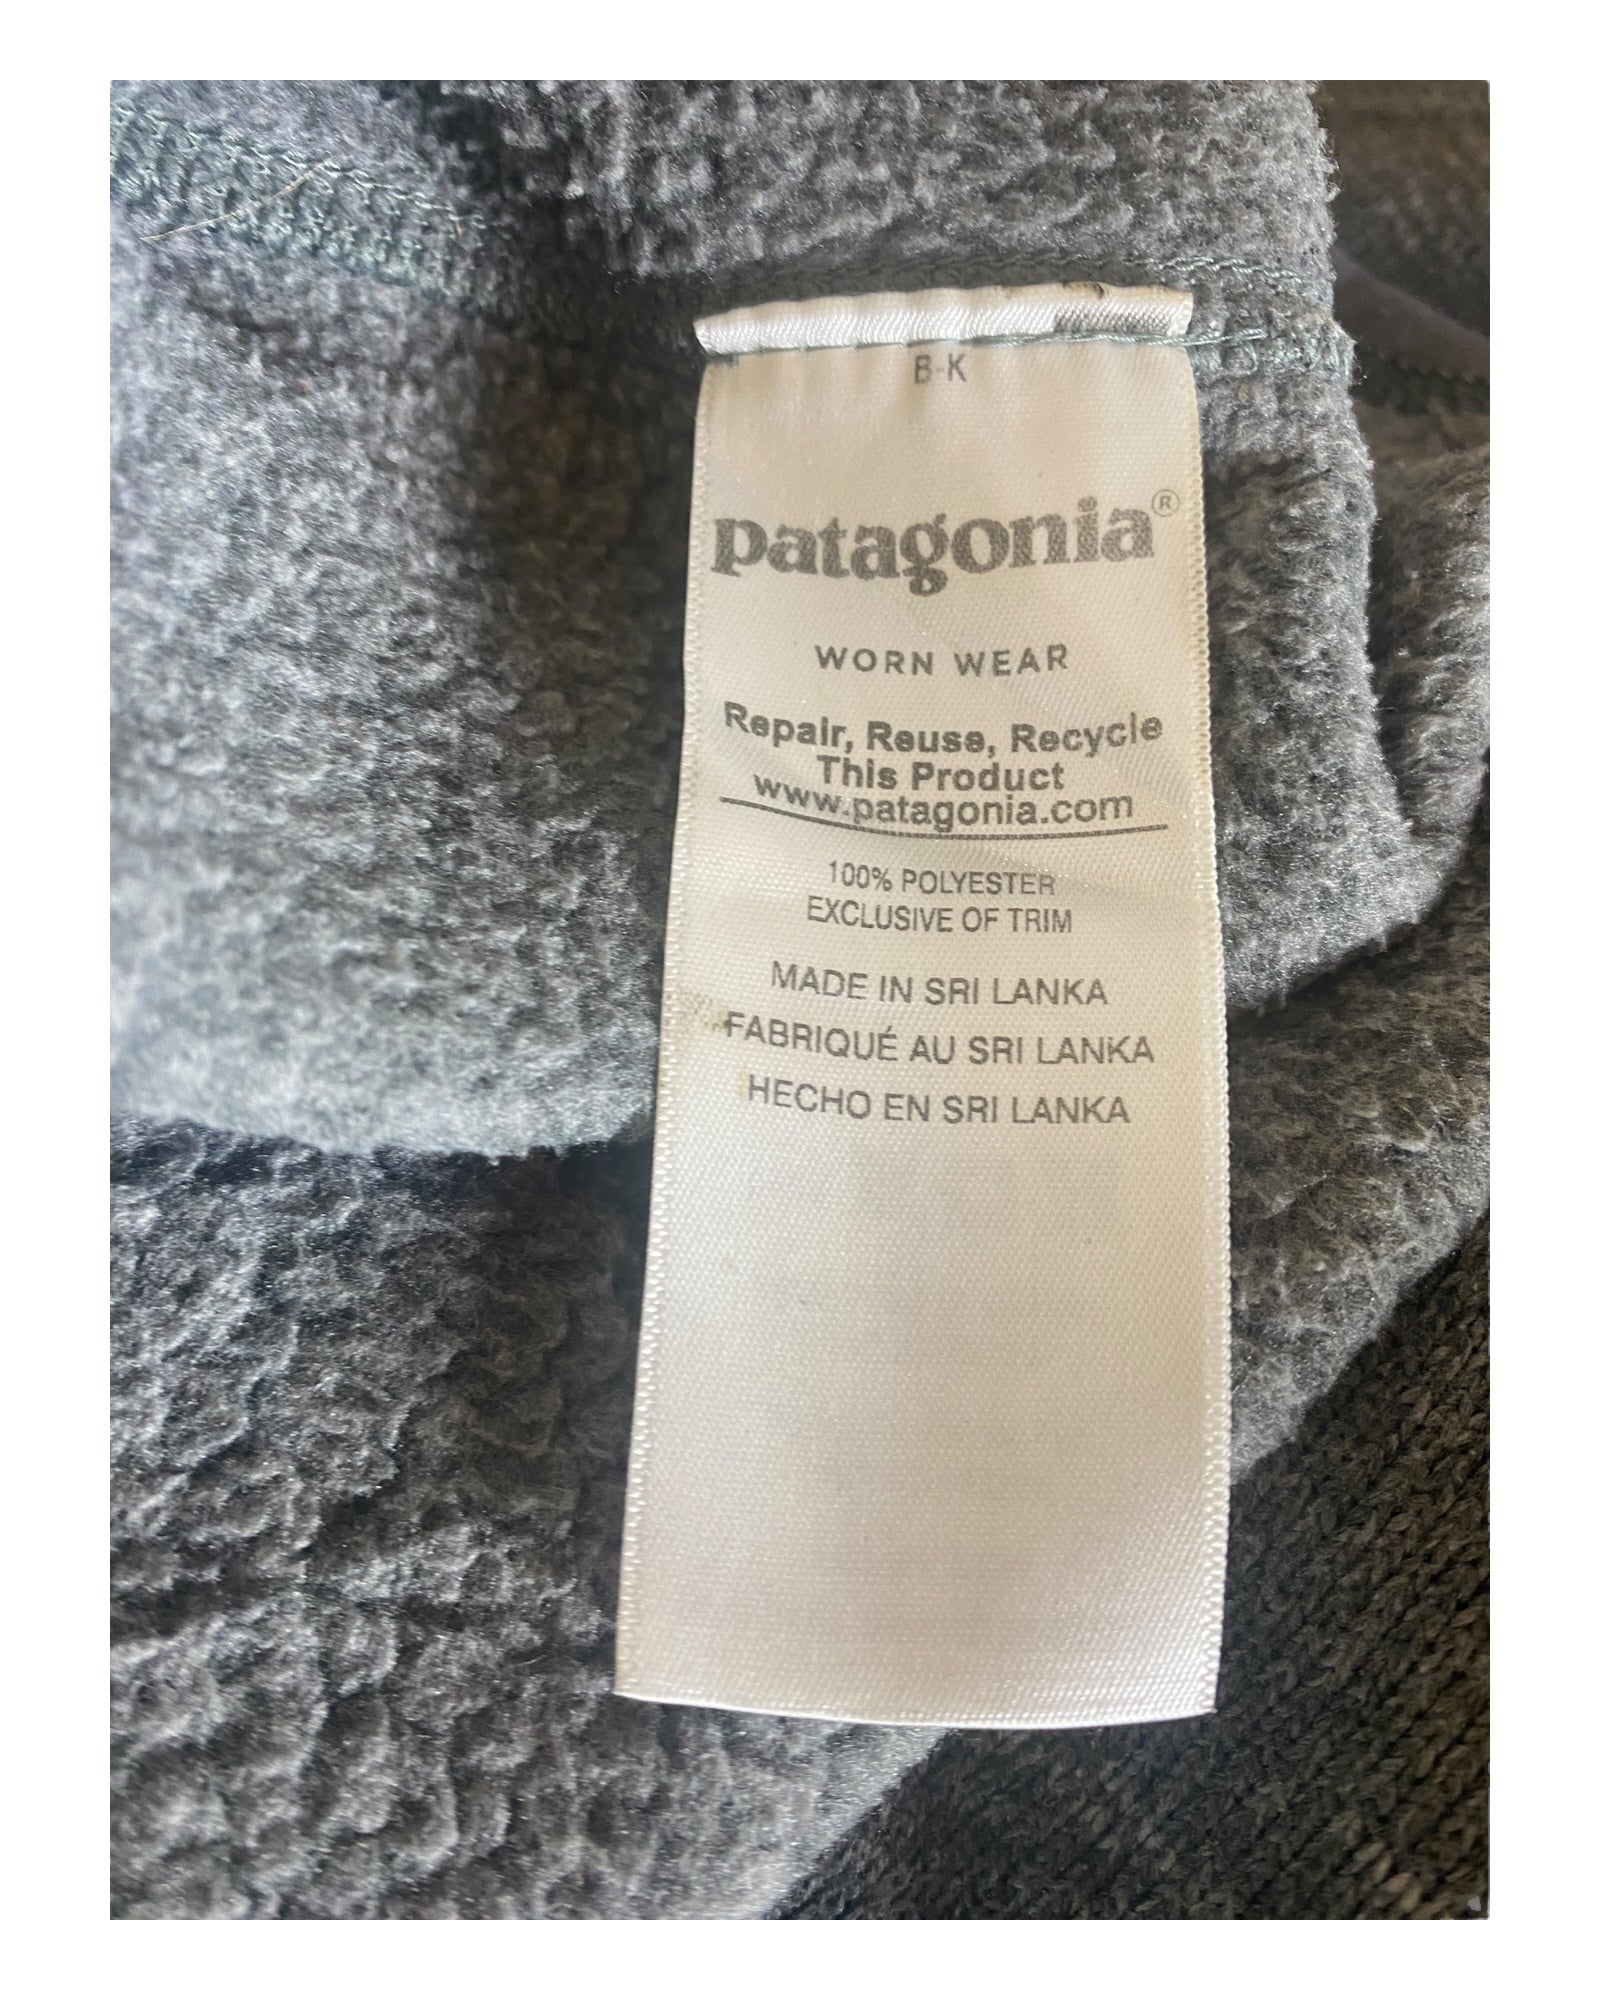 B-K
patagonia®
WORN WEAR
Repair, Reuse, Recycle
This Product
www.patagonia.com
100% POLYESTER
EXCLUSIVE OF TRIM
MADE IN SRI LANKA
FABRIQUÉ AU SRI LANKA
HECHO EN SRI LANKA